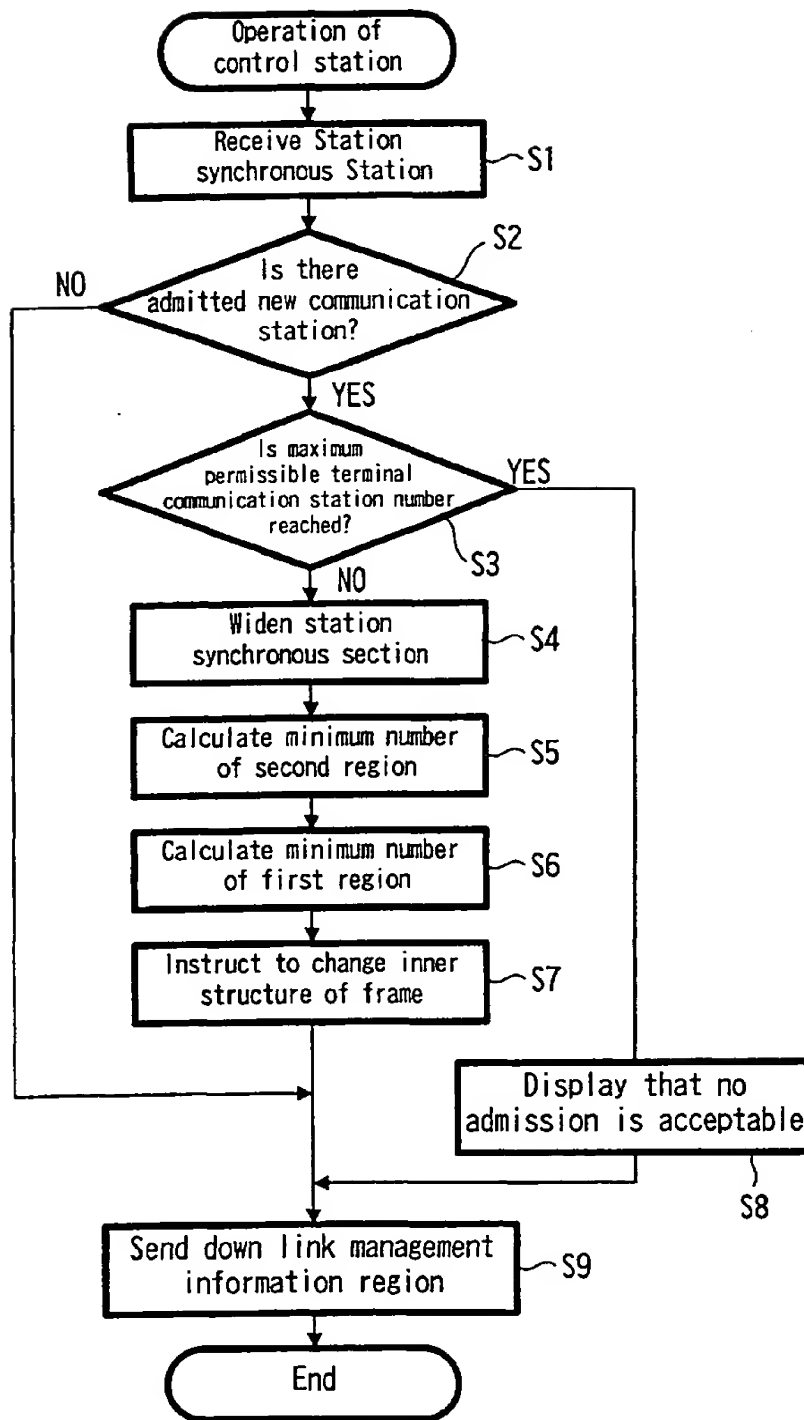 Operation of
control station
Receive Station
synchronous Station
S1
S2
Is there
admitted new communication
station?
NO
YES
Is maximum
permissible terminal
communication station number
reached?
YES
S3
NO
Widen station
synchronous section
S4
Calculate minimum number
of second region
S5
Calculate minimum number
of first region
S6
Instruct to change inner
structure of frame
S7
Display that no
admission is acceptable
S8
Send down link management
information region
S9
End